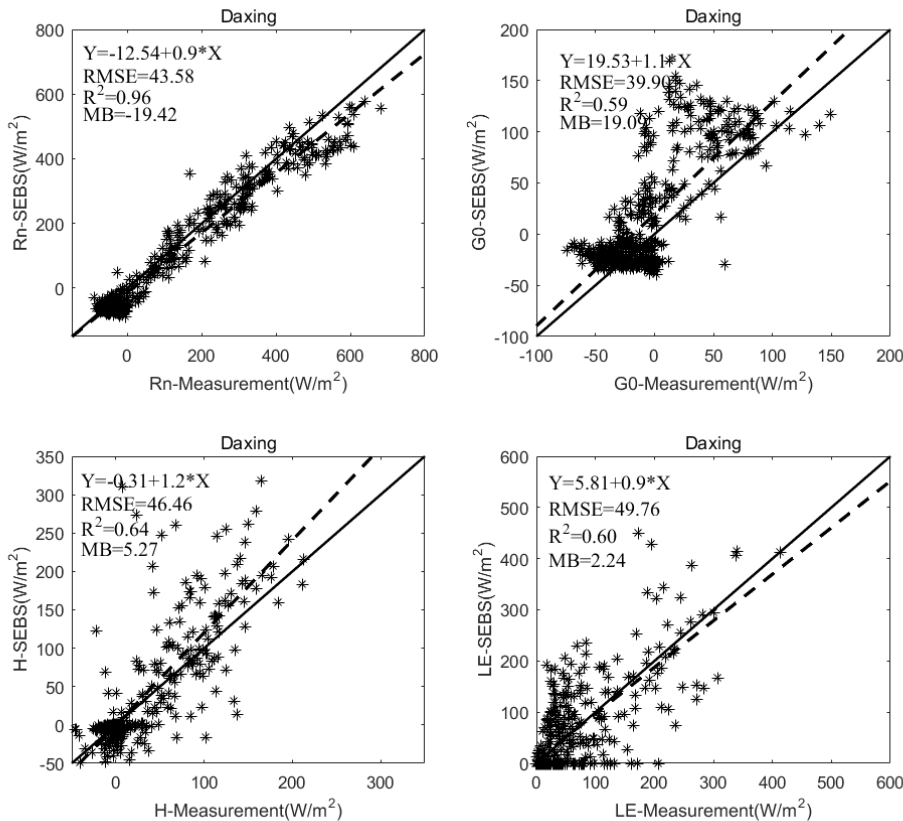 Daxing
800
600
400
200
0
Y=-12.54+0.9*X
RMSE=43.58
R²=0.96
MB=-19.42
Rn-SEBS(W/m²)
0 200 400 600 800
Rn-Measurement(W/m²)
Daxing
200
150
100
50
0
-50
-100
Y=19.53+1.1*X
RMSE=39.90
R²=0.59
MB=19.09
G0-SEBS(W/m²)
-100 -50 0 50 100 150 200
G0-Measurement(W/m²)
Daxing
350
300
250
200
150
100
50
0
-50
Y=-0.31+1.2*X
RMSE=46.46
R²=0.64
MB=5.27
H-SEBS(W/m²)
0 100 200 300
H-Measurement(W/m²)
Daxing
600
500
400
300
200
100
0
Y=5.81+0.9*X
RMSE=49.76
R²=0.60
MB=2.24
LE-SEBS(W/m²)
0 100 200 300 400 500 600
LE-Measurement(W/m²)